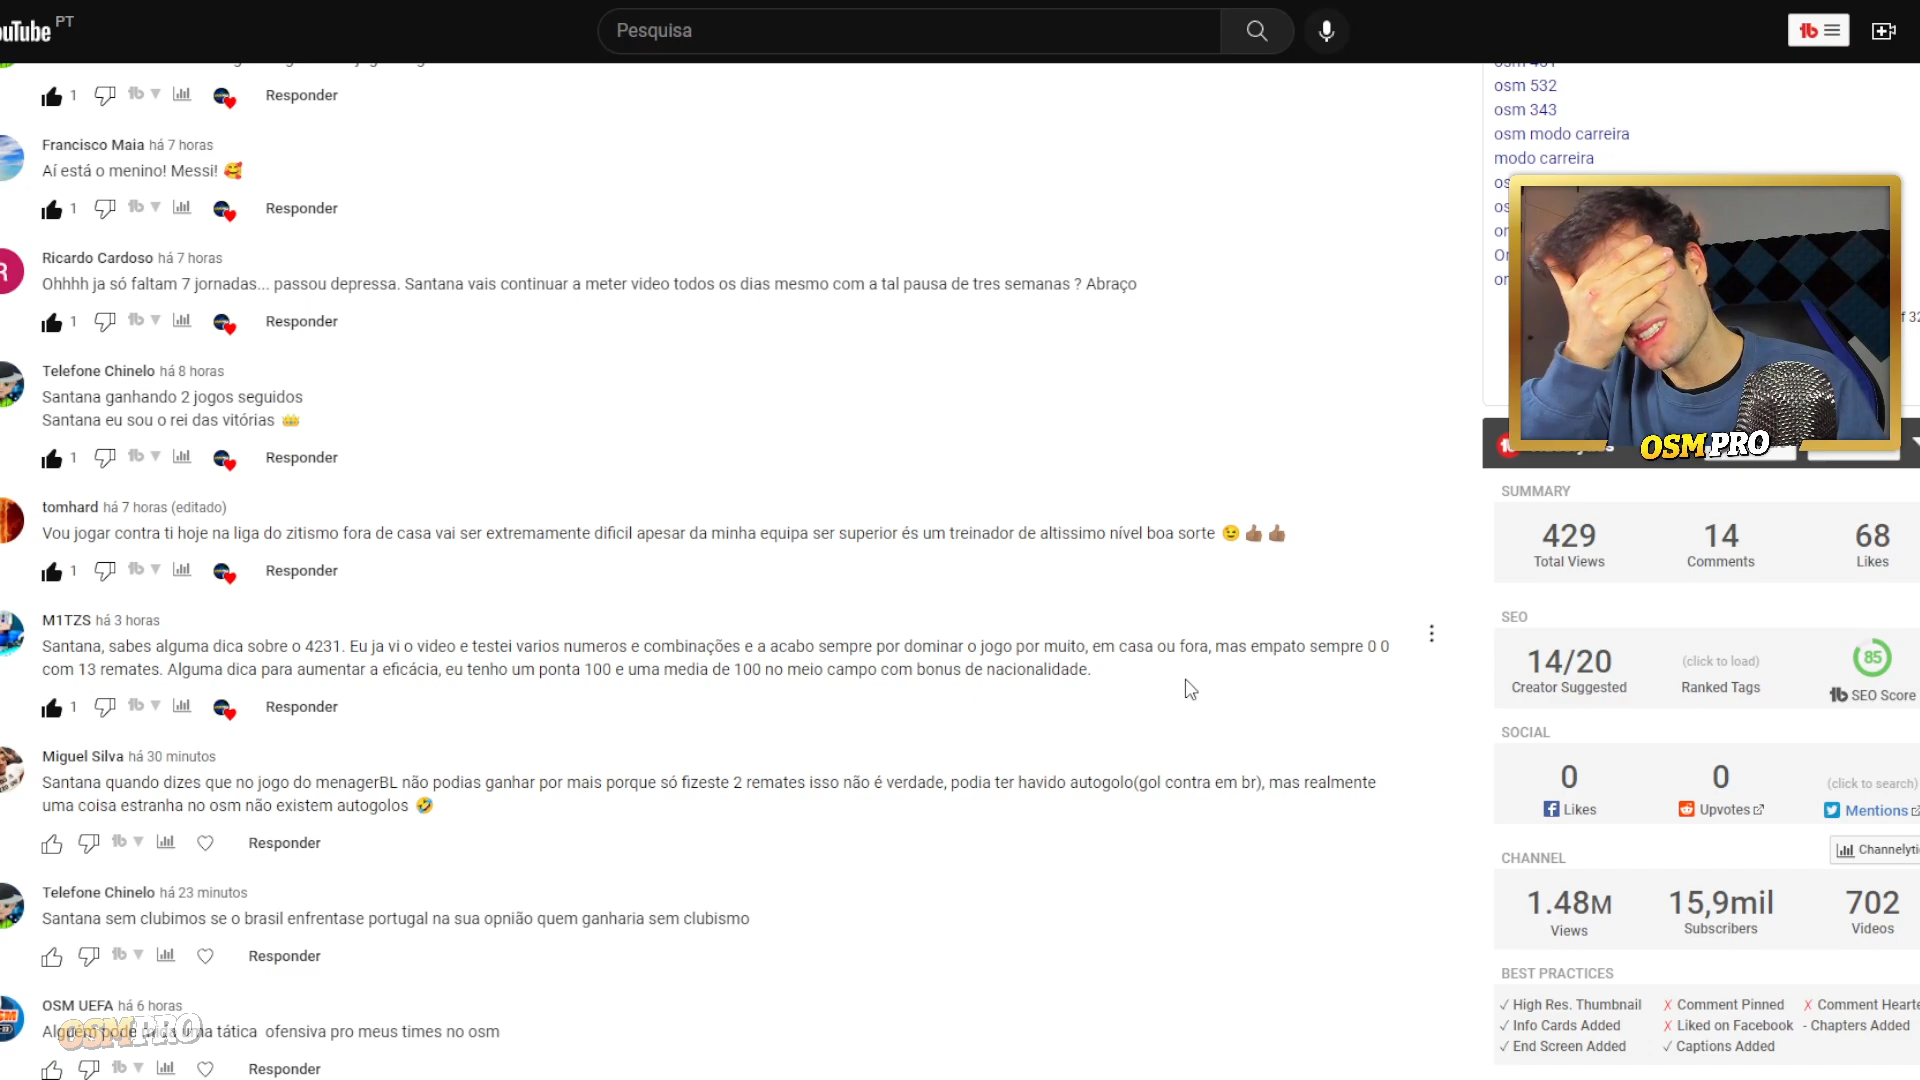 ouTube PT
Pesquisa
1 Responder
Francisco Maia há 7 horas
Aí está o menino! Messi! 🥰
1 Responder
R
Ricardo Cardoso há 7 horas
Ohhhh ja só faltam 7 jornadas... passou depressa. Santana vais continuar a meter video todos os dias mesmo com a tal pausa de tres semanas ? Abraço
1 Responder
Telefone Chinelo há 8 horas
Santana ganhando 2 jogos seguidos
Santana eu sou o rei das vitórias 👑
1 Responder
tomhard há 7 horas (editado)
Vou jogar contra ti hoje na liga do zitismo fora de casa vai ser extremamente dificil apesar da minha equipa ser superior és um treinador de altissimo nível boa sorte 😉 👍🏽 👍🏽
1 Responder
M1TZS há 3 horas
Santana, sabes alguma dica sobre o 4231. Eu ja vi o video e testei varios numeros e combinações e a acabo sempre por dominar o jogo por muito, em casa ou fora, mas empato sempre 0 0
com 13 remates. Alguma dica para aumentar a eficácia, eu tenho um ponta 100 e uma media de 100 no meio campo com bonus de nacionalidade.
1 Responder
Miguel Silva há 30 minutos
Santana quando dizes que no jogo do menagerBL não podias ganhar por mais porque só fizeste 2 remates isso não é verdade, podia ter havido autogolo(gol contra em br), mas realmente
uma coisa estranha no osm não existem autogolos 🤣
Responder
Telefone Chinelo há 23 minutos
Santana sem clubimos se o brasil enfrentase portugal na sua opnião quem ganharia sem clubismo
Responder
OSM UEFA há 6 horas
Alguém pode tática ofensiva pro meus times no osm
OSM PRO
Responder
osm 532
osm 343
osm modo carreira
modo carreira
OSM PRO
SUMMARY
429 14 68
Total Views Comments Likes
SEO
14/20 (click to load) 85
Creator Suggested Ranked Tags SEO Score
SOCIAL
0 0 (click to search)
Likes Upvotes Mentions
Channelyti
CHANNEL
1.48M 15,9mil 702
Views Subscribers Videos
BEST PRACTICES
✓ High Res. Thumbnail ✗ Comment Pinned ✗ Comment Hearte
✓ Info Cards Added ✗ Liked on Facebook - Chapters Added
✓ End Screen Added ✓ Captions Added